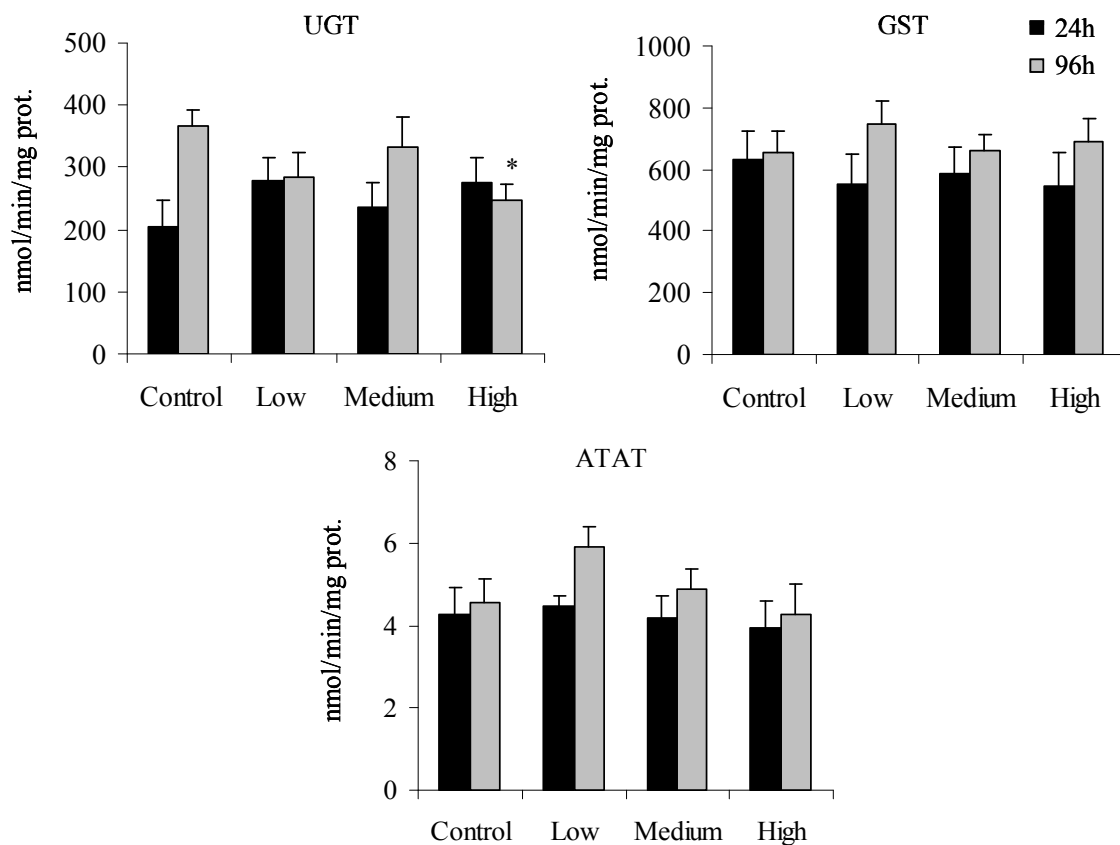 UGT
500
400
300
200
100
0
nmol/min/mg prot.
*
Control Low Medium High
GST
24h
96h
1000
800
600
400
200
0
nmol/min/mg prot.
Control Low Medium High
ATAT
8
6
4
2
0
nmol/min/mg prot.
Control Low Medium High